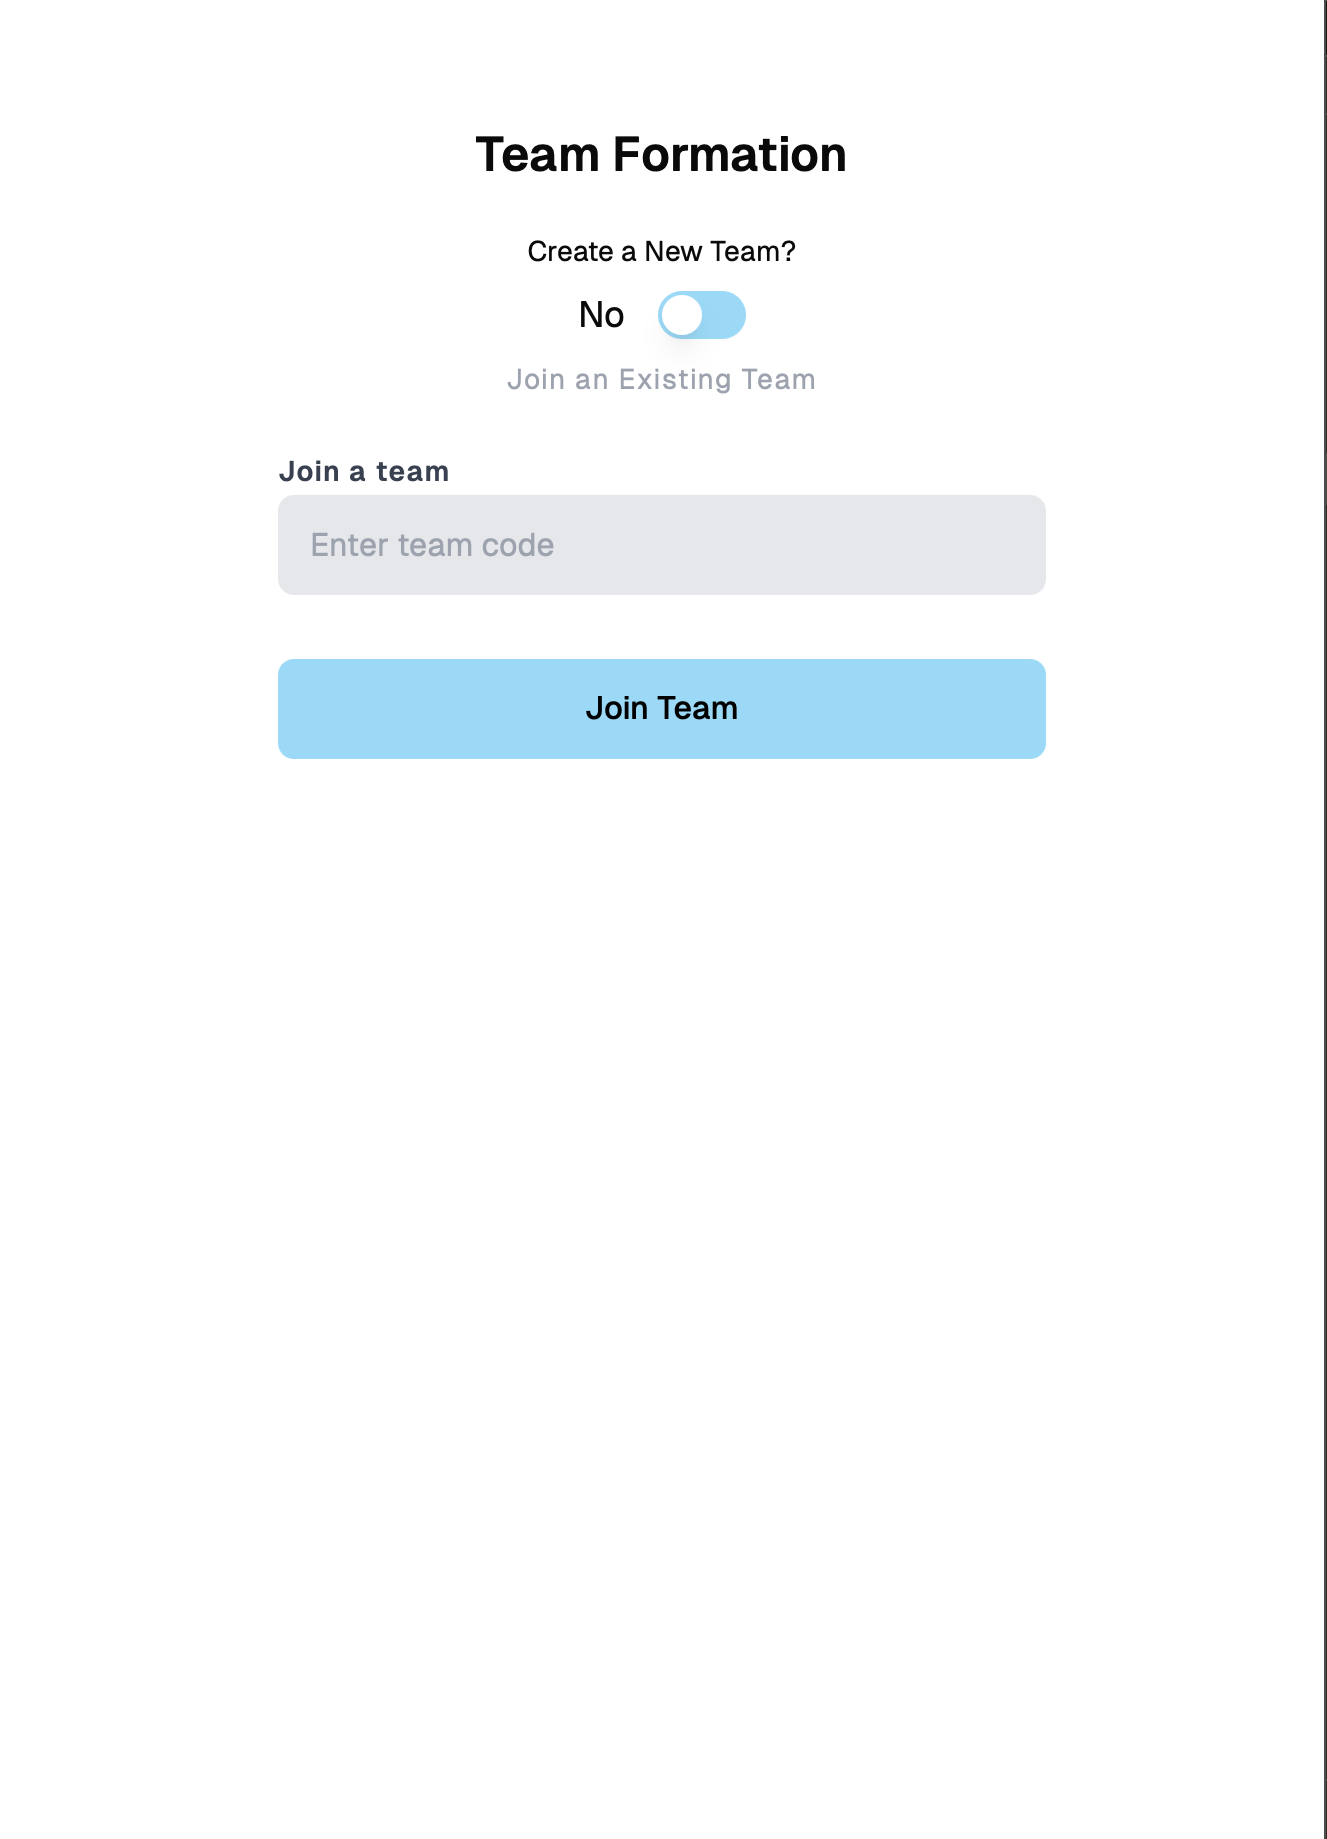 Team Formation
Create a New Team?
No
Join an Existing Team
Join a team
Enter team code
Join Team